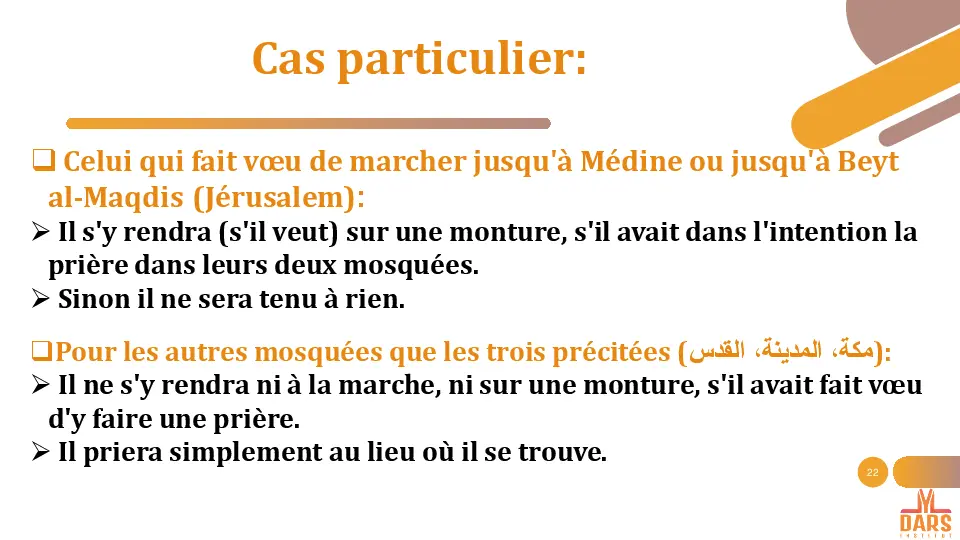 Cas particulier:
Celui qui fait vœu de marcher jusqu'à Médine ou jusqu'à Beyt
al-Maqdis (Jérusalem):
Il s'y rendra (s'il veut) sur une monture, s'il avait dans l'intention la
prière dans leurs deux mosquées.
Sinon il ne sera tenu à rien.
Pour les autres mosquées que les trois précitées (مكة، المدينة، القدس):
Il ne s'y rendra ni à la marche, ni sur une monture, s'il avait fait vœu
d'y faire une prière.
Il priera simplement au lieu où il se trouve.
22
DARS
INSTITUT